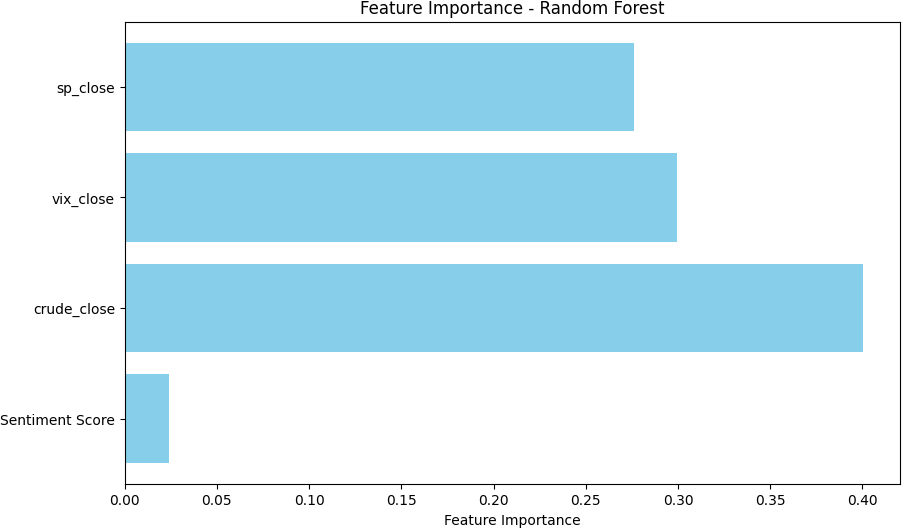 Feature Importance - Random Forest
sp_close
vix_close
crude_close
Sentiment Score
0.00 0.05 0.10 0.15 0.20 0.25 0.30 0.35 0.40
Feature Importance